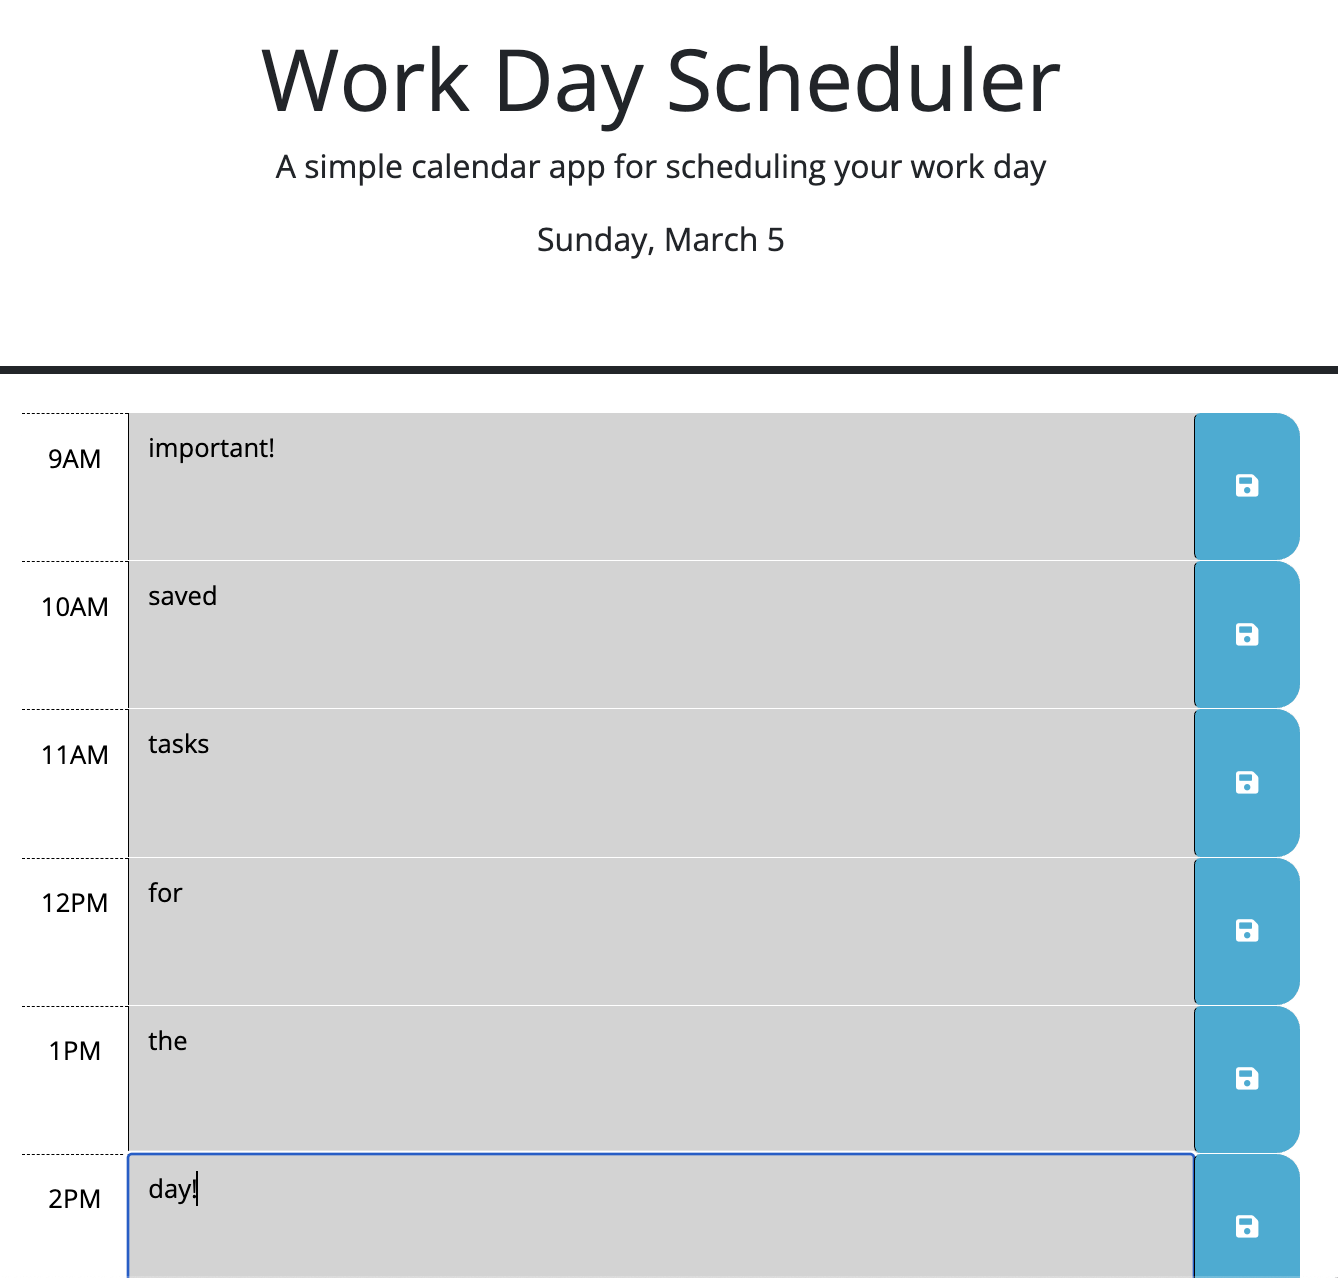 Work Day Scheduler
A simple calendar app for scheduling your work day
Sunday, March 5
9AM important!
10AM saved
11AM tasks
12PM for
1PM the
2PM day!